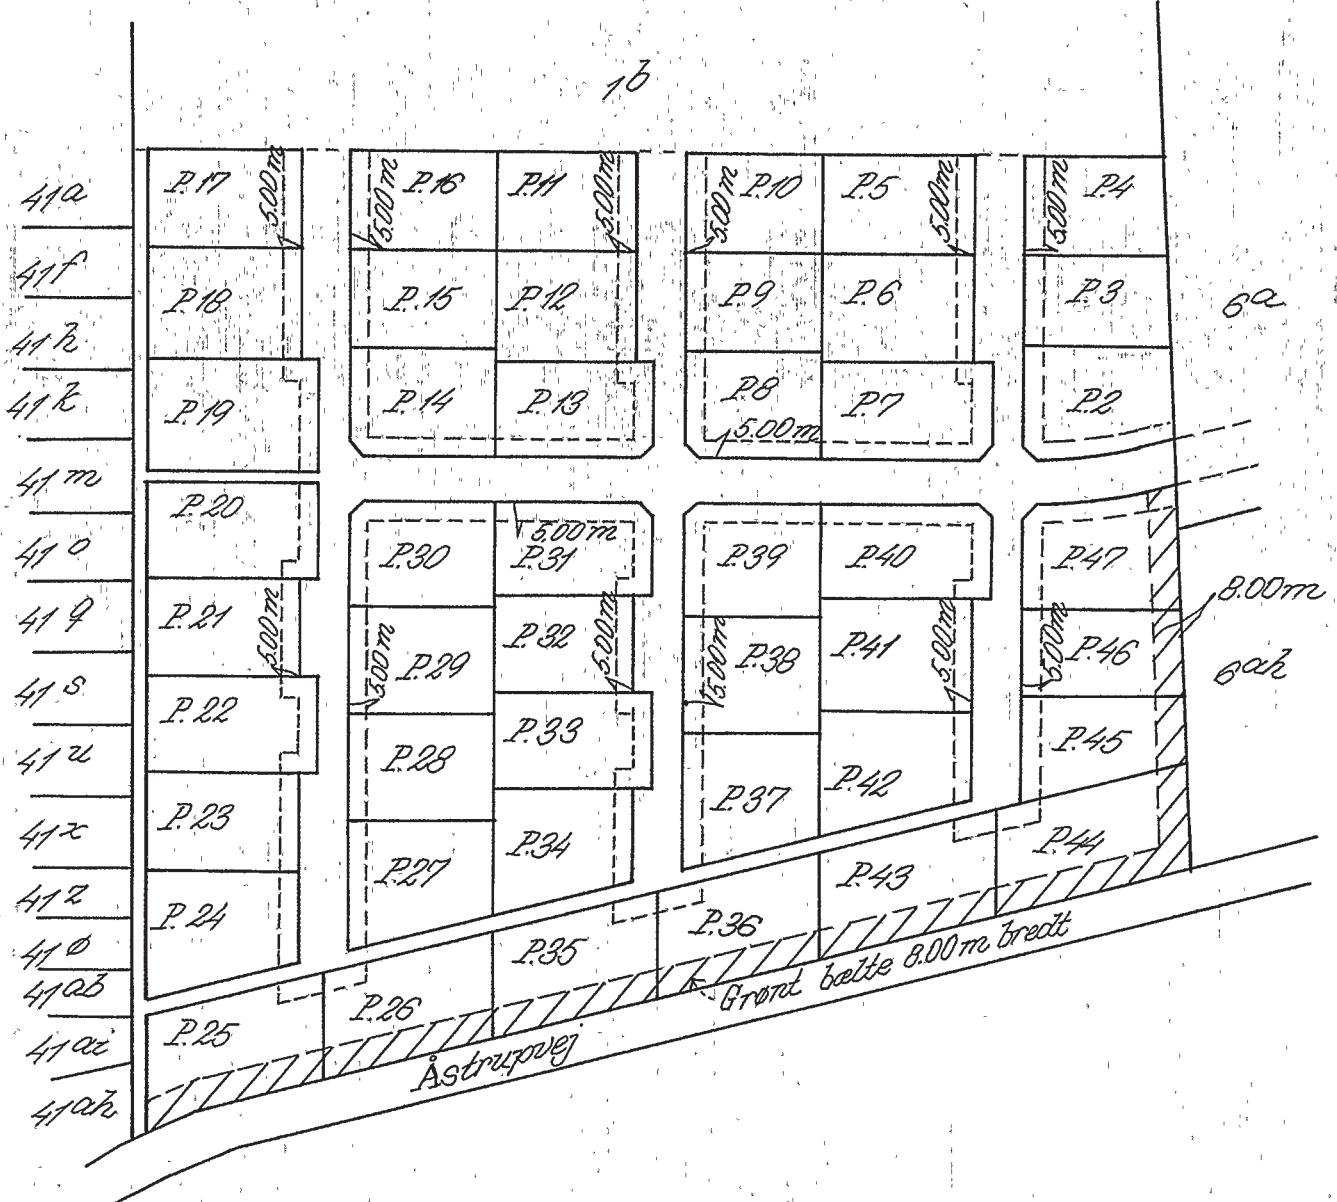 1b
P.17
5.00m
5.00m
P.16
P.11
5.00m
5.00m
P.10
P.5
5.00m
5.00m
P.4
41a
41f
P.18
P.15
P.12
P.9
P.6
P.3
6a
41h
41k
P.19
P.14
P.13
P.8
P.7
P.2
5.00m
41m
P.20
5.00m
41o
P.30
P.31
P.39
P.40
P.47
8.00m
41q
P.21
5.00m
5.00m
P.29
P.32
5.00m
5.00m
P.38
P.41
5.00m
5.00m
P.46
6ah
41s
P.22
P.28
P.33
P.45
41u
P.37
P.42
41x
P.23
P.27
P.34
P.43
P.44
41z
P.24
P.36
41ø
P.35
Grønt bælte 8.00m bredt
41ab
P.26
41ai
P.25
Åstrupvej
41ah